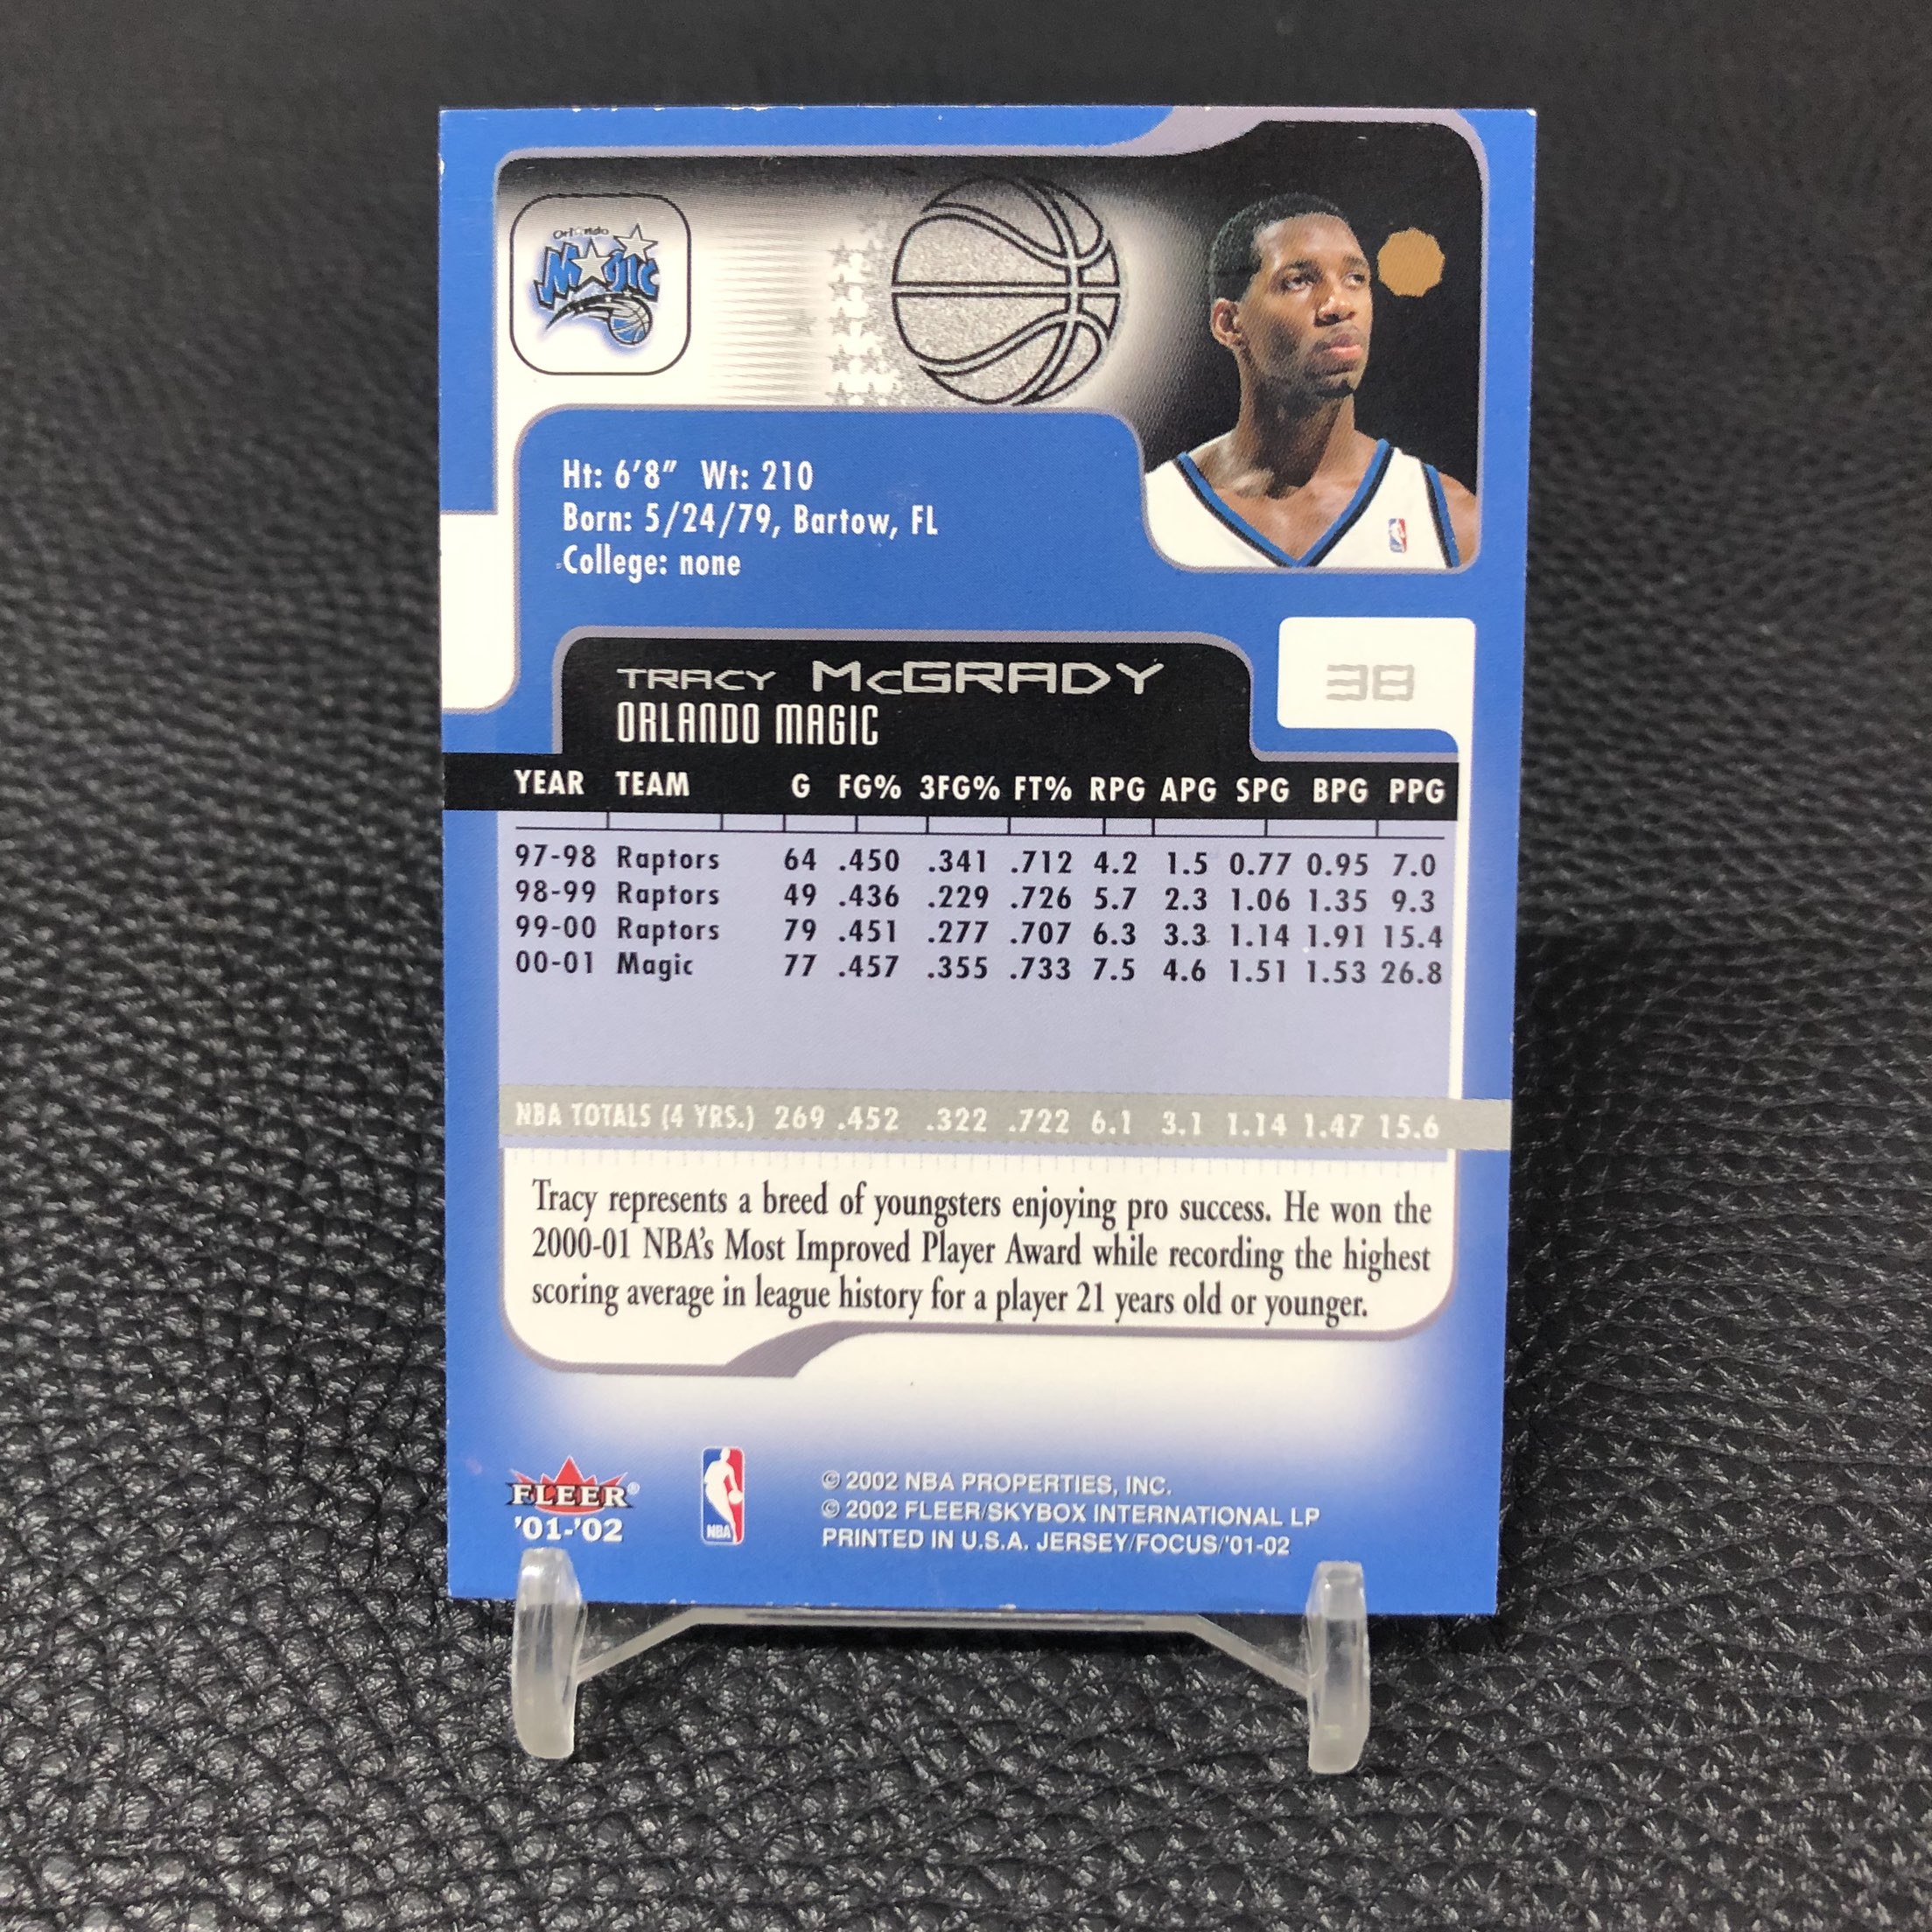 Orlando
Magic
Ht: 6'8" Wt: 210
Born: 5/24/79, Bartow, FL
College: none
TRACY McGRADY
38
ORLANDO MAGIC
YEAR TEAM G FG% 3FG% FT% RPG APG SPG BPG PPG
97-98 Raptors 64 .450 .341 .712 4.2 1.5 0.77 0.95 7.0
98-99 Raptors 49 .436 .229 .726 5.7 2.3 1.06 1.35 9.3
99-00 Raptors 79 .451 .277 .707 6.3 3.3 1.14 1.91 15.4
00-01 Magic 77 .457 .355 .733 7.5 4.6 1.51 1.53 26.8
NBA TOTALS (4 YRS.) 269 .452 .322 .722 6.1 3.1 1.14 1.47 15.6
Tracy represents a breed of youngsters enjoying pro success. He won the
2000-01 NBA's Most Improved Player Award while recording the highest
scoring average in league history for a player 21 years old or younger.
FLEER®
'01-'02
NBA
© 2002 NBA PROPERTIES, INC.
© 2002 FLEER/SKYBOX INTERNATIONAL LP
PRINTED IN U.S.A. JERSEY/FOCUS/'01-02